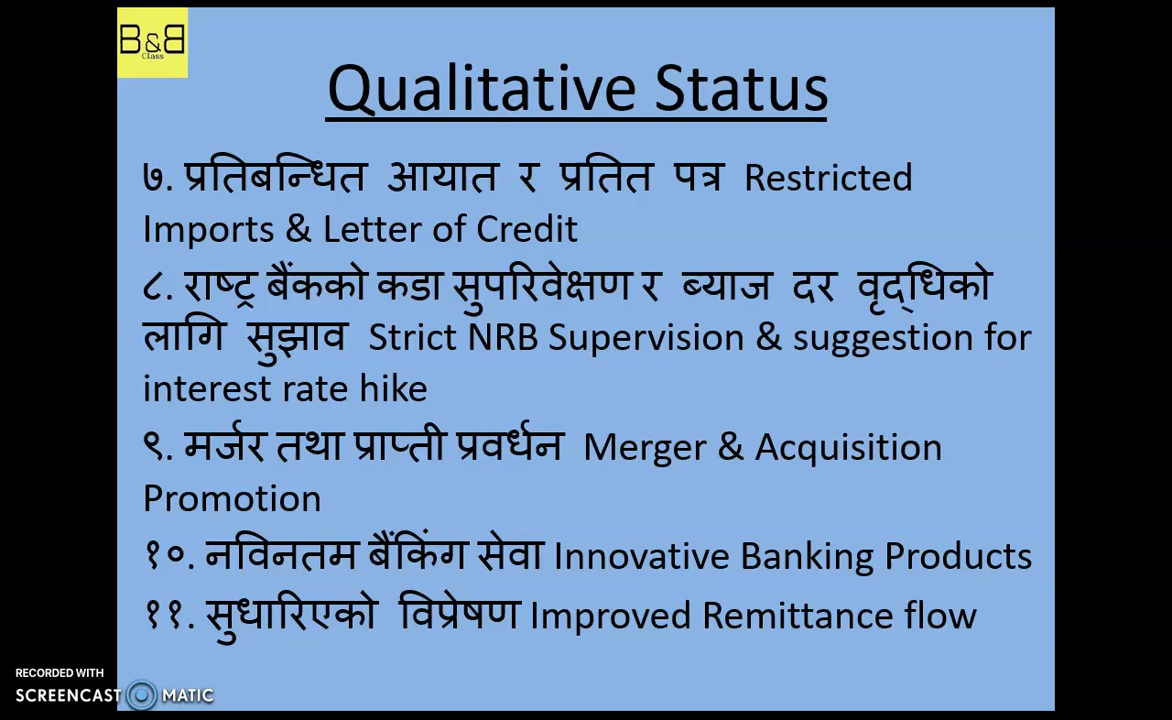 B&B
Class
Qualitative Status
७. प्रतिबन्धित आयात र प्रतित पत्र Restricted
Imports & Letter of Credit
८. राष्ट्र बैंकको कडा सुपरिवेक्षण र ब्याज दर वृद्धिको
लागि सुझाव Strict NRB Supervision & suggestion for
interest rate hike
९. मर्जर तथा प्राप्ती प्रवर्धन Merger & Acquisition
Promotion
१०. नविनतम बैंकिंग सेवा Innovative Banking Products
११. सुधारिएको विप्रेषण Improved Remittance flow
RECORDED WITH
SCREENCAST MATIC